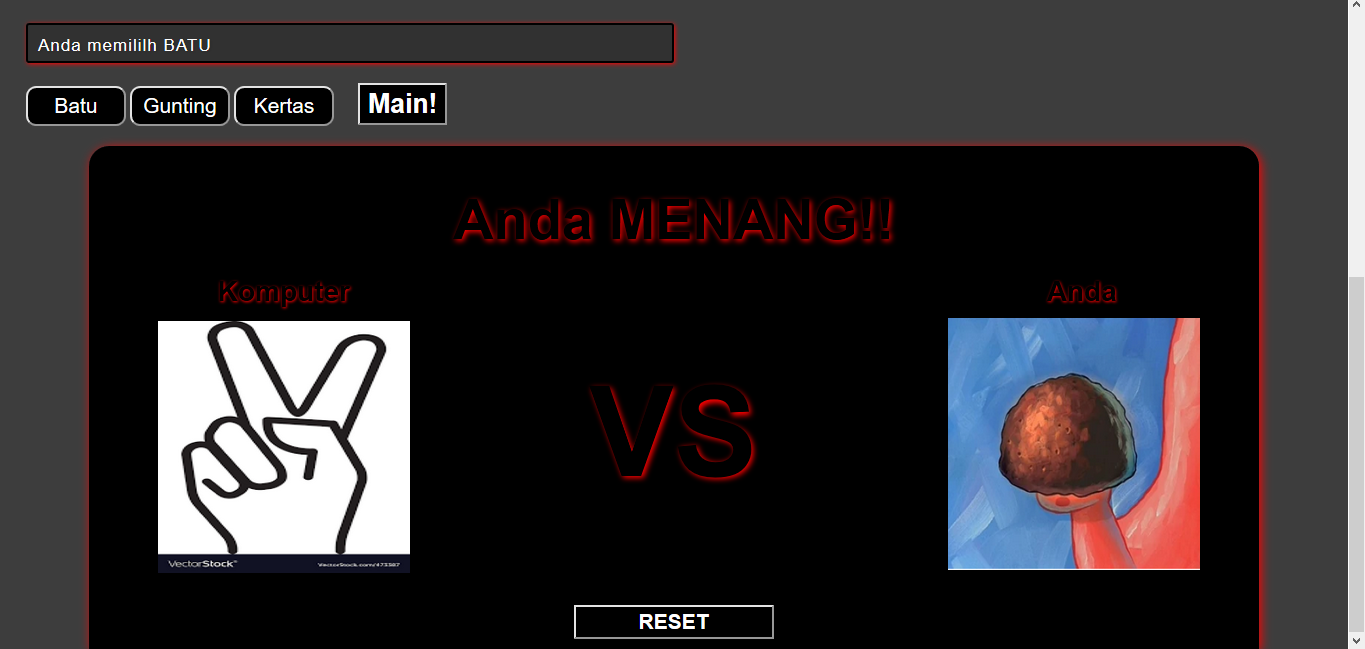 Anda memililh BATU
Batu Gunting Kertas Main!
Anda MENANG!!
Komputer Anda
VS
VectorStock® VectorStock.com/473387
RESET